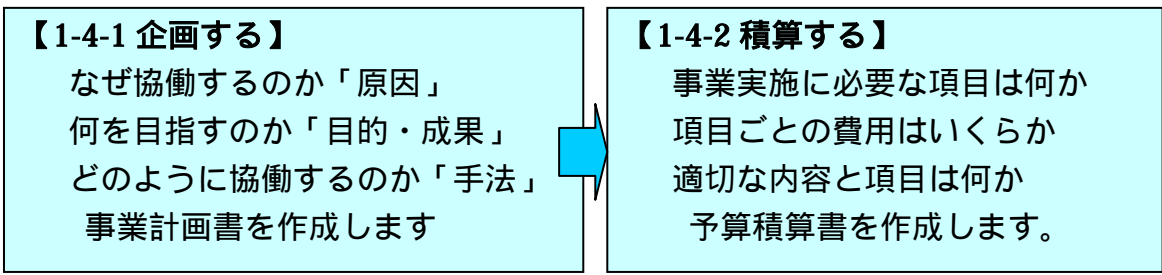 【1-4-1 企画する】
なぜ協働するのか「原因」
何を目指すのか「目的・成果」
どのように協働するのか「手法」
事業計画書を作成します
【1-4-2 積算する】
事業実施に必要な項目は何か
項目ごとの費用はいくらか
適切な内容と項目は何か
予算積算書を作成します。